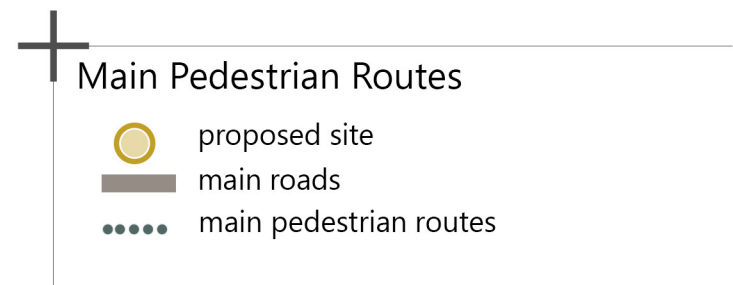 Main Pedestrian Routes
proposed site
main roads
main pedestrian routes